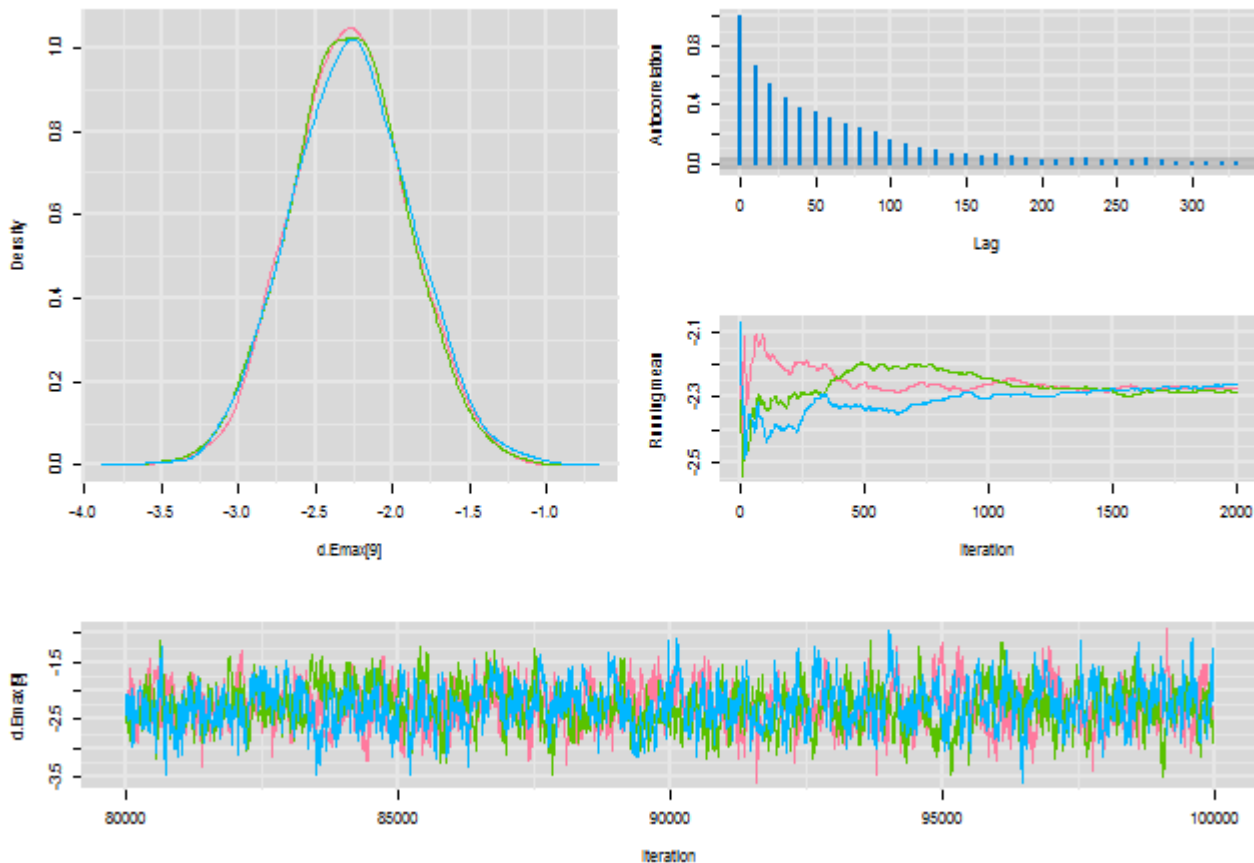 Density
0.0
0.2
0.4
0.6
0.8
1.0
-4.0 -3.5 -3.0 -2.5 -2.0 -1.5 -1.0
d.Emax[9]
Autocorrelation
0.0 0.4 0.8
0 50 100 150 200 250 300
Lag
Running mean
-2.5 -2.3 -2.1
0 500 1000 1500 2000
Iteration
-3.5 -2.5 -1.5
80000 85000 90000 95000 100000
Iteration